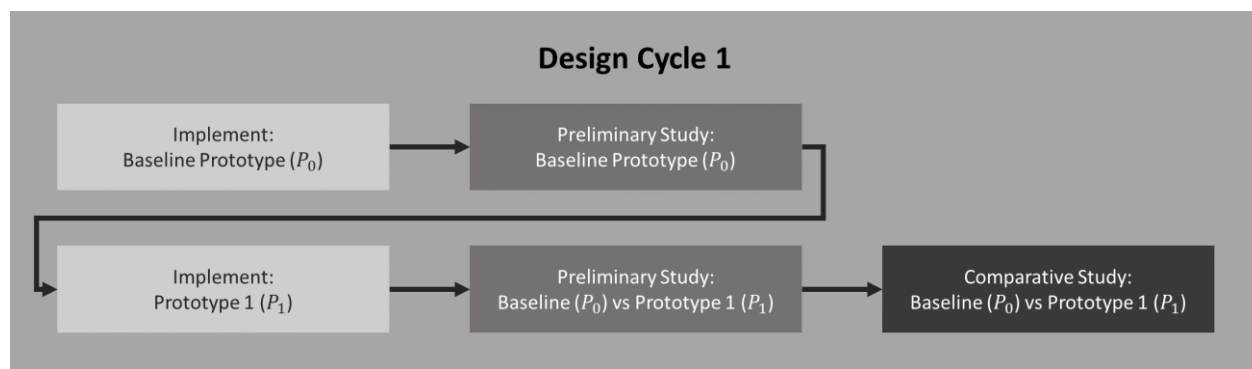 Design Cycle 1
Implement:
Baseline Prototype (𝑃₀)
Preliminary Study:
Baseline Prototype (𝑃₀)
Implement:
Prototype 1 (𝑃₁)
Preliminary Study:
Baseline (𝑃₀) vs Prototype 1 (𝑃₁)
Comparative Study:
Baseline (𝑃₀) vs Prototype 1 (𝑃₁)